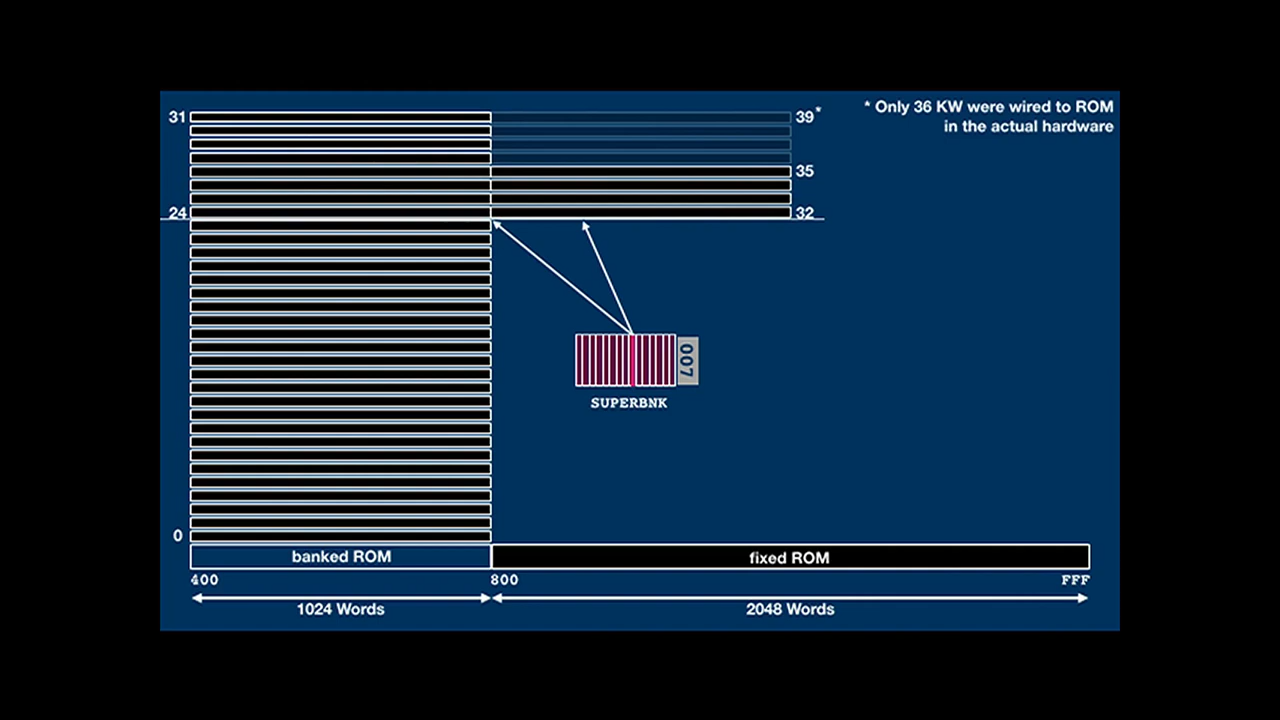 31
39*
* Only 36 KW were wired to ROM
in the actual hardware
35
24
32
007
SUPERBNK
0
banked ROM
fixed ROM
400
800
FFF
1024 Words
2048 Words